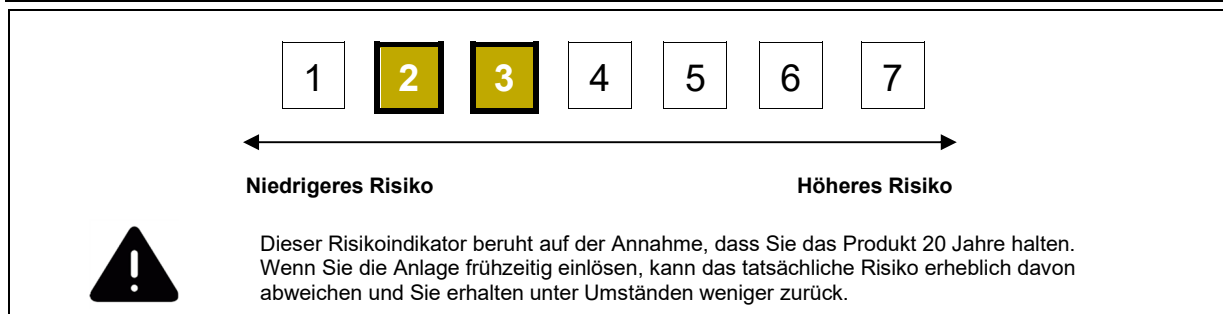 1 2 3 4 5 6 7
Niedrigeres Risiko Höheres Risiko
Dieser Risikoindikator beruht auf der Annahme, dass Sie das Produkt 20 Jahre halten.
Wenn Sie die Anlage frühzeitig einlösen, kann das tatsächliche Risiko erheblich davon
abweichen und Sie erhalten unter Umständen weniger zurück.